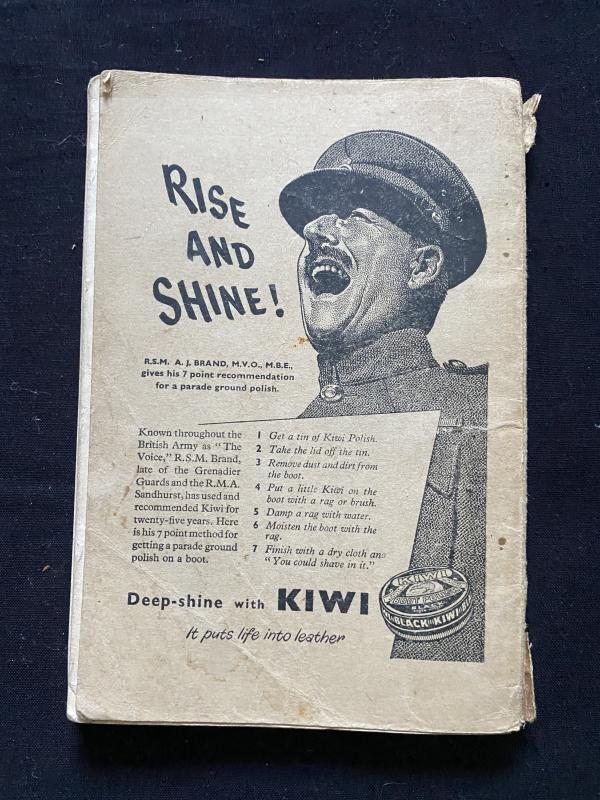 RISE
AND
SHINE!
R.S.M. A. J. BRAND, M.V.O., M.B.E.,
gives his 7 point recommendation
for a parade ground polish.
Known throughout the
British Army as "The
Voice," R.S.M. Brand,
late of the Grenadier
Guards and the R.M.A.
Sandhurst, has used and
recommended Kiwi for
twenty-five years. Here
is his 7 point method for
getting a parade ground
polish on a boot.
1 Get a tin of Kiwi Polish.
2 Take the lid off the tin.
3 Remove dust and dirt from
the boot.
4 Put a little Kiwi on the
boot with a rag or brush.
5 Damp a rag with water.
6 Moisten the boot with the
rag.
7 Finish with a dry cloth and
"You could shave in it."
Deep-shine with KIWI
It puts life into leather
KIWI
BLACK
BLACK KIWI